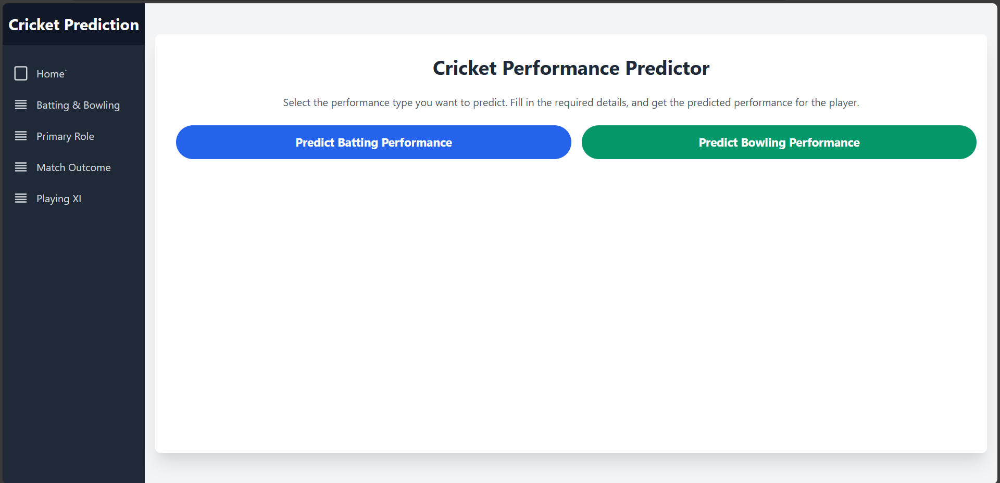 Cricket Prediction
Home`
Batting & Bowling
Primary Role
Match Outcome
Playing XI
Cricket Performance Predictor
Select the performance type you want to predict. Fill in the required details, and get the predicted performance for the player.
Predict Batting Performance
Predict Bowling Performance